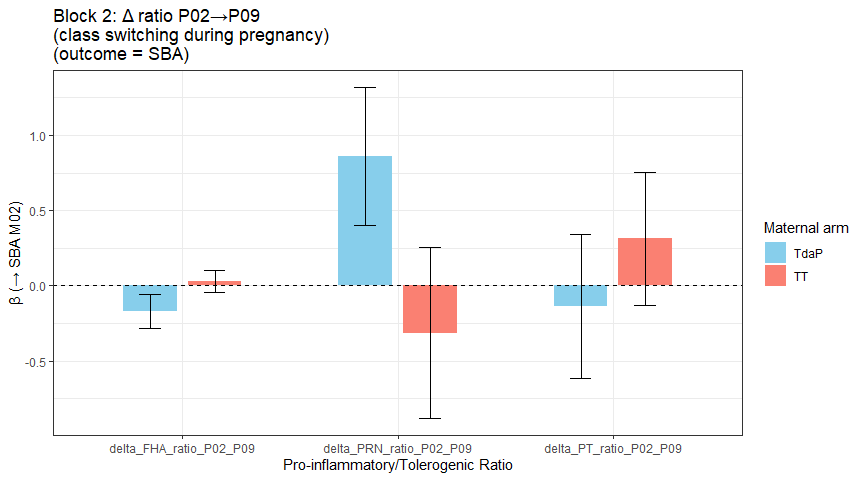 Block 2: Δ ratio P02→P09
(class switching during pregnancy)
(outcome = SBA)
β (→ SBA M02)
1.0
0.5
0.0
-0.5
delta_FHA_ratio_P02_P09
delta_PRN_ratio_P02_P09
delta_PT_ratio_P02_P09
Pro-inflammatory/Tolerogenic Ratio
Maternal arm
TdaP
TT